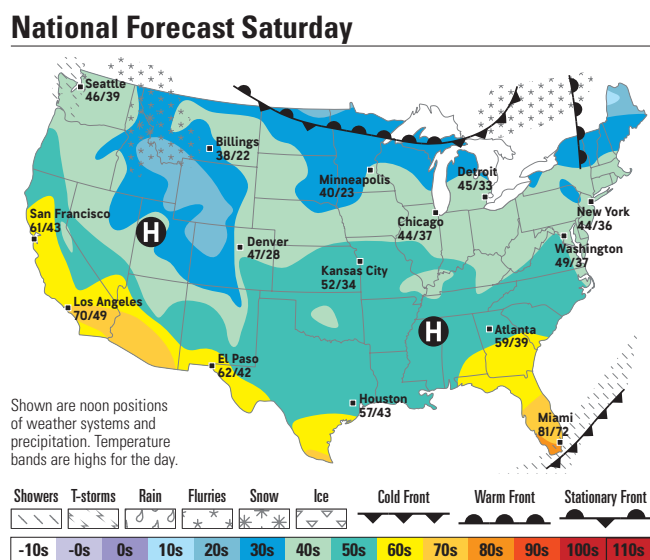 National Forecast Saturday
Seattle
46/39
Billings
38/22
Minneapolis
40/23
Detroit
45/33
San Francisco
61/43
H
Denver
47/28
Chicago
44/37
New York
44/36
Washington
49/37
Kansas City
52/34
Los Angeles
70/49
H
Atlanta
59/39
El Paso
62/42
Houston
57/43
Miami
81/72
Shown are noon positions
of weather systems and
precipitation. Temperature
bands are highs for the day.
Showers T-storms Rain Flurries Snow Ice Cold Front Warm Front Stationary Front
-10s -0s 0s 10s 20s 30s 40s 50s 60s 70s 80s 90s 100s 110s